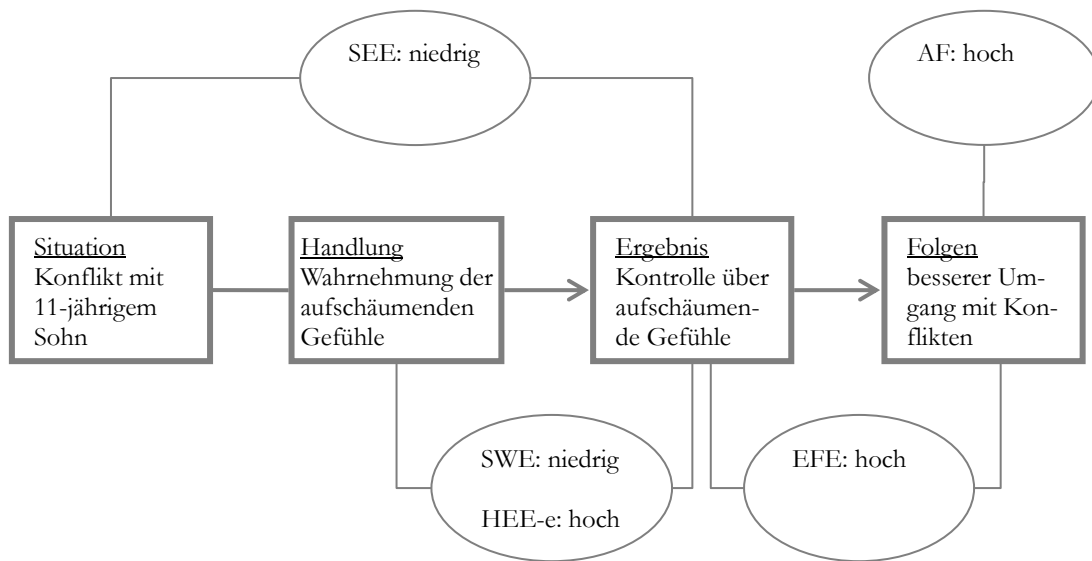 SEE: niedrig
AF: hoch
Situation
Konflikt mit
11-jährigem
Sohn
Handlung
Wahrnehmung der
aufschäumenden
Gefühle
Ergebnis
Kontrolle über
aufschäumen-
de Gefühle
Folgen
besserer Um-
gang mit Kon-
flikten
SWE: niedrig
HEE-e: hoch
EFE: hoch